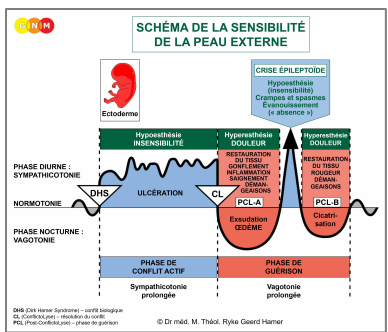 GNM
SCHÉMA DE LA SENSIBILITÉ
DE LA PEAU EXTERNE
Ectoderme
CRISE ÉPILEPTOÏDE
Hypoesthésie
(insensibilité)
Crampes et spasmes
Évanouissement
(« absence »)
Hypoesthésie
INSENSIBILITÉ
Hyperesthésie
DOULEUR
Hyperesthésie
DOULEUR
RESTAURATION
DU TISSU
GONFLEMENT
INFLAMMATION
SAIGNEMENT
DÉMAN-
GEAISONS
RESTAURATION
DU TISSU
ROUGEUR
DÉMAN-
GEAISONS
PHASE DIURNE :
SYMPATHICOTONIE
DHS
ULCÉRATION
CL
PCL-A
PCL-B
NORMOTONIE
PHASE NOCTURNE :
VAGOTONIE
Exsudation
ŒDÈME
Cicatri-
sation
PHASE DE
CONFLIT ACTIF
PHASE DE
GUÉRISON
Sympathicotonie
prolongée
Vagotonie
prolongée
DHS (Dirk Hamer Syndrome) – conflit biologique
CL (ConflictoLyse) – résolution du conflit
PCL (Post-ConflictoLyse) – phase de guérison
© Dr méd. M. Théol. Ryke Geerd Hamer